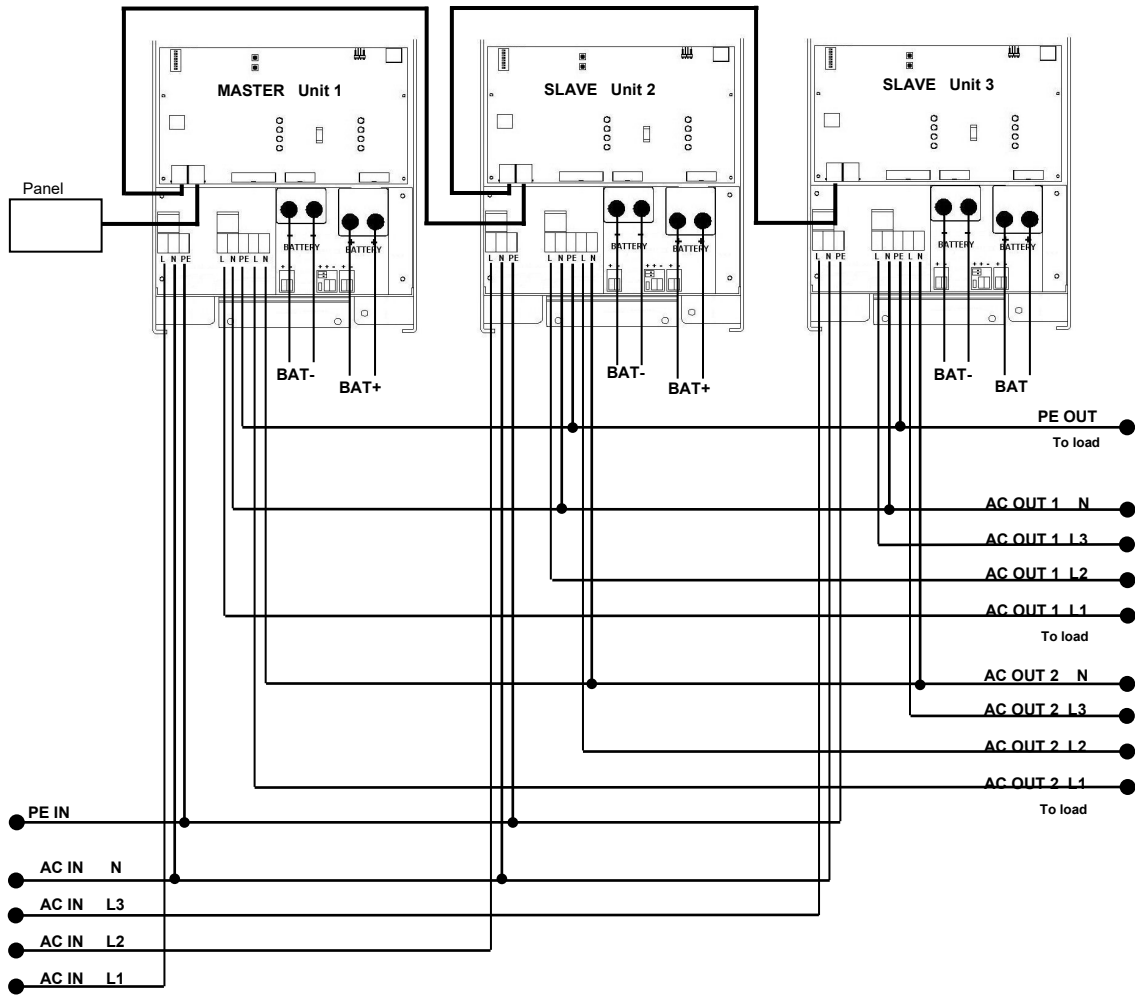 MASTER Unit 1
SLAVE Unit 2
SLAVE Unit 3
Panel
BATTERY
BATTERY
BATTERY
BATTERY
BATTERY
BATTERY
L N PE
L N PE L N
L N PE
L N PE L N
L N PE
L N PE L N
+ - + + - + -
+ - + + - + -
+ - + + - + -
BAT-
BAT+
BAT-
BAT+
BAT-
BAT
PE OUT
To load
AC OUT 1 N
AC OUT 1 L3
AC OUT 1 L2
AC OUT 1 L1
To load
AC OUT 2 N
AC OUT 2 L3
AC OUT 2 L2
AC OUT 2 L1
To load
PE IN
AC IN N
AC IN L3
AC IN L2
AC IN L1